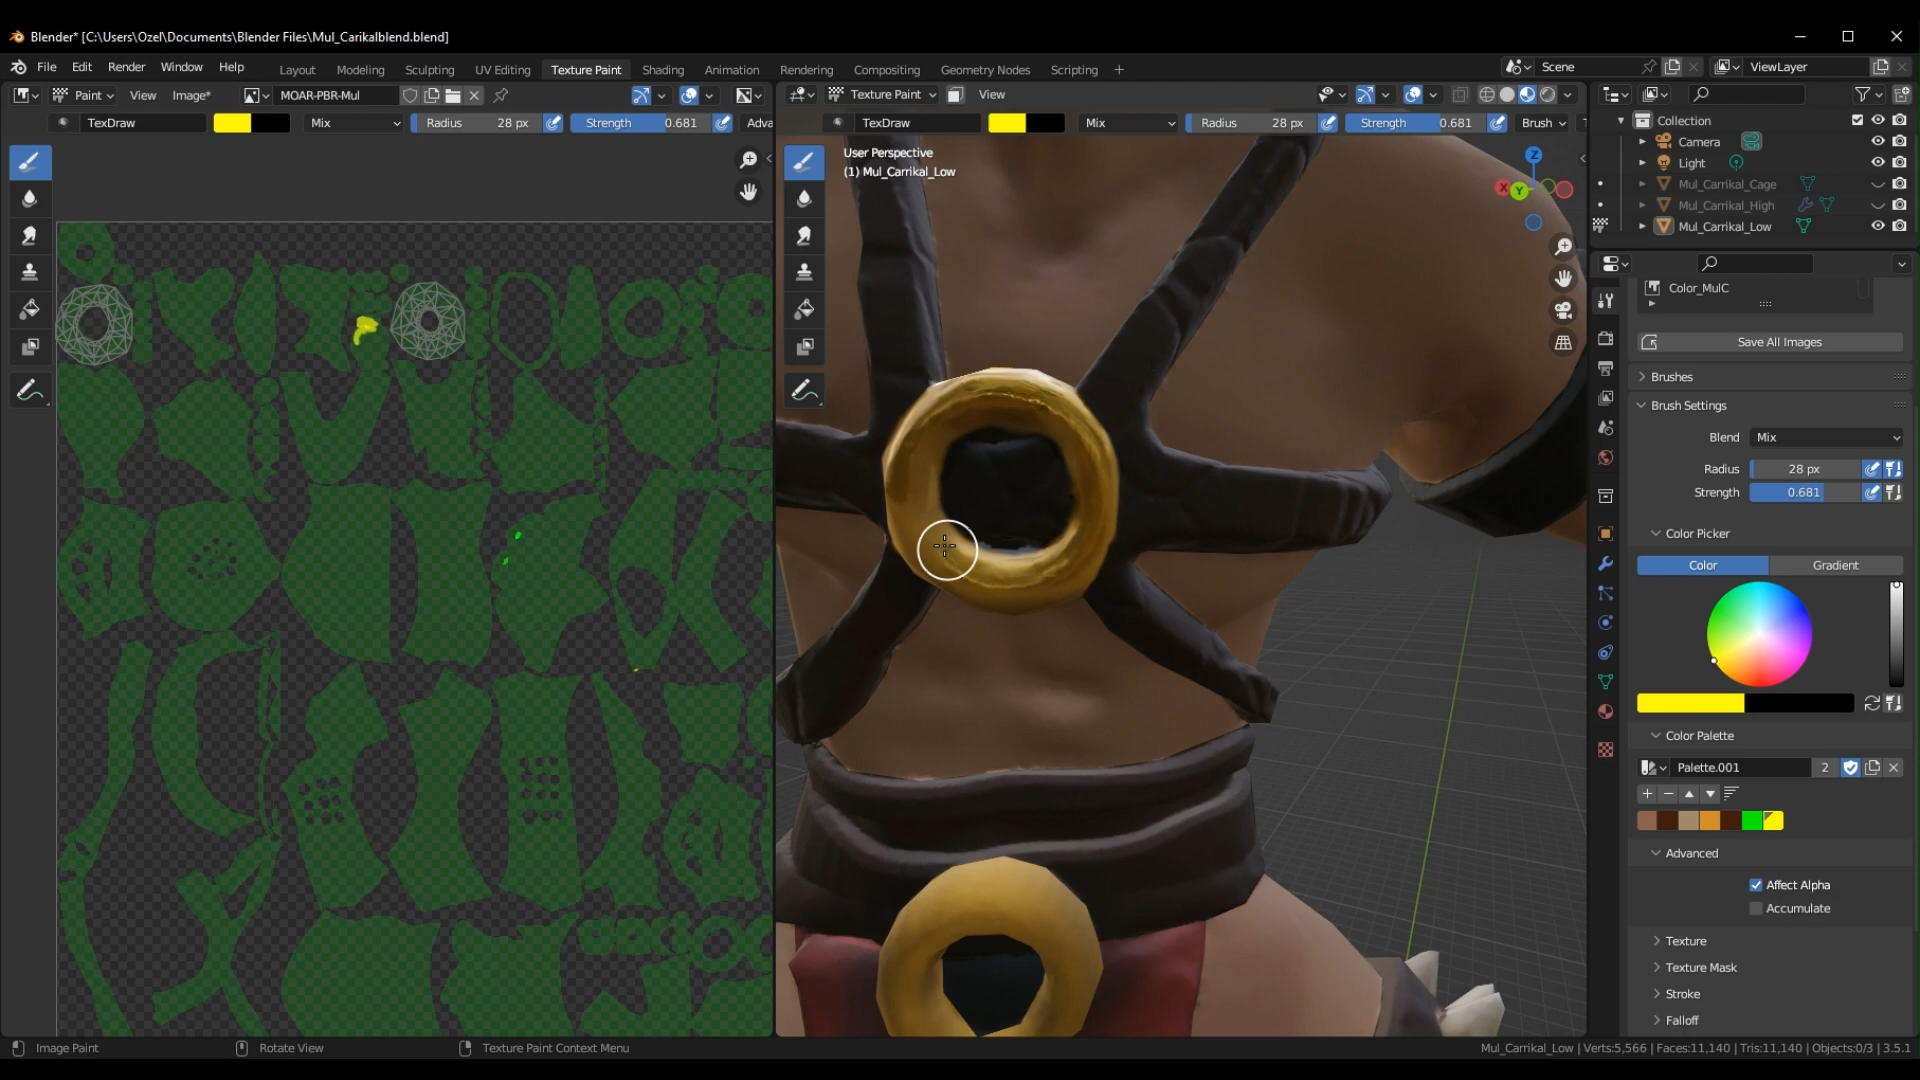 Blender* [C:\Users\Ozel\Documents\Blender Files\Mul_Carikalblend.blend]
File Edit Render Window Help Layout Modeling Sculpting UV Editing Texture Paint Shading Animation Rendering Compositing Geometry Nodes Scripting + Scene ViewLayer
Paint View Image* MOAR-PBR-Mul Texture Paint View
TexDraw Mix Radius 28 px Strength 0.681 Adva TexDraw Mix Radius 28 px Strength 0.681 Brush
Collection
Camera
Light
Mul_Carrikal_Cage
Mul_Carrikal_High
Mul_Carrikal_Low
User Perspective
(1) Mul_Carrikal_Low
Z
X Y
Color_MulC
Save All Images
Brushes
Brush Settings
Blend Mix
Radius 28 px
Strength 0.681
Color Picker
Color Gradient
Color Palette
Palette.001 2
Advanced
Affect Alpha
Accumulate
Texture
Texture Mask
Stroke
Falloff
Image Paint Rotate View Texture Paint Context Menu Mul_Carrikal_Low | Verts:5,566 | Faces:11,140 | Tris:11,140 | Objects:0/3 | 3.5.1